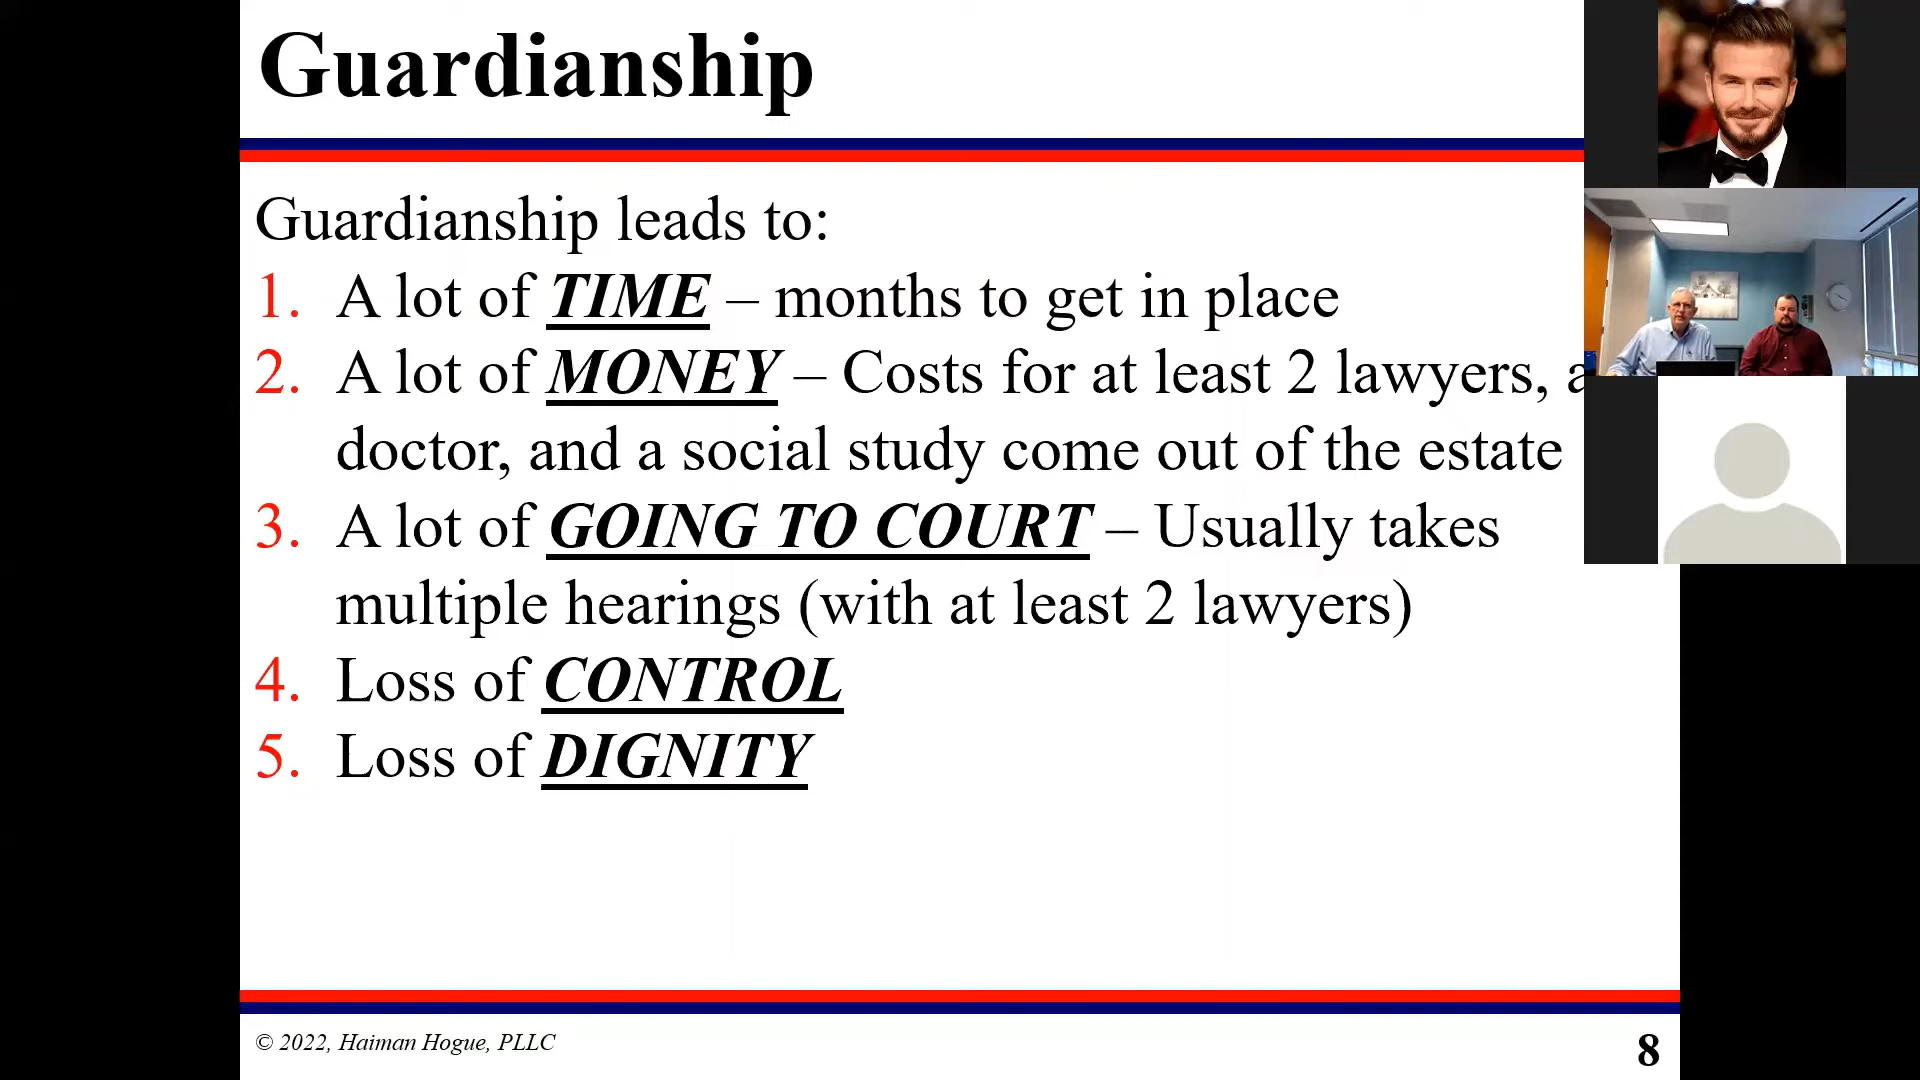 Guardianship
Guardianship leads to:
1. A lot of TIME – months to get in place
2. A lot of MONEY – Costs for at least 2 lawyers, a
doctor, and a social study come out of the estate
3. A lot of GOING TO COURT – Usually takes
multiple hearings (with at least 2 lawyers)
4. Loss of CONTROL
5. Loss of DIGNITY
© 2022, Haiman Hogue, PLLC
8